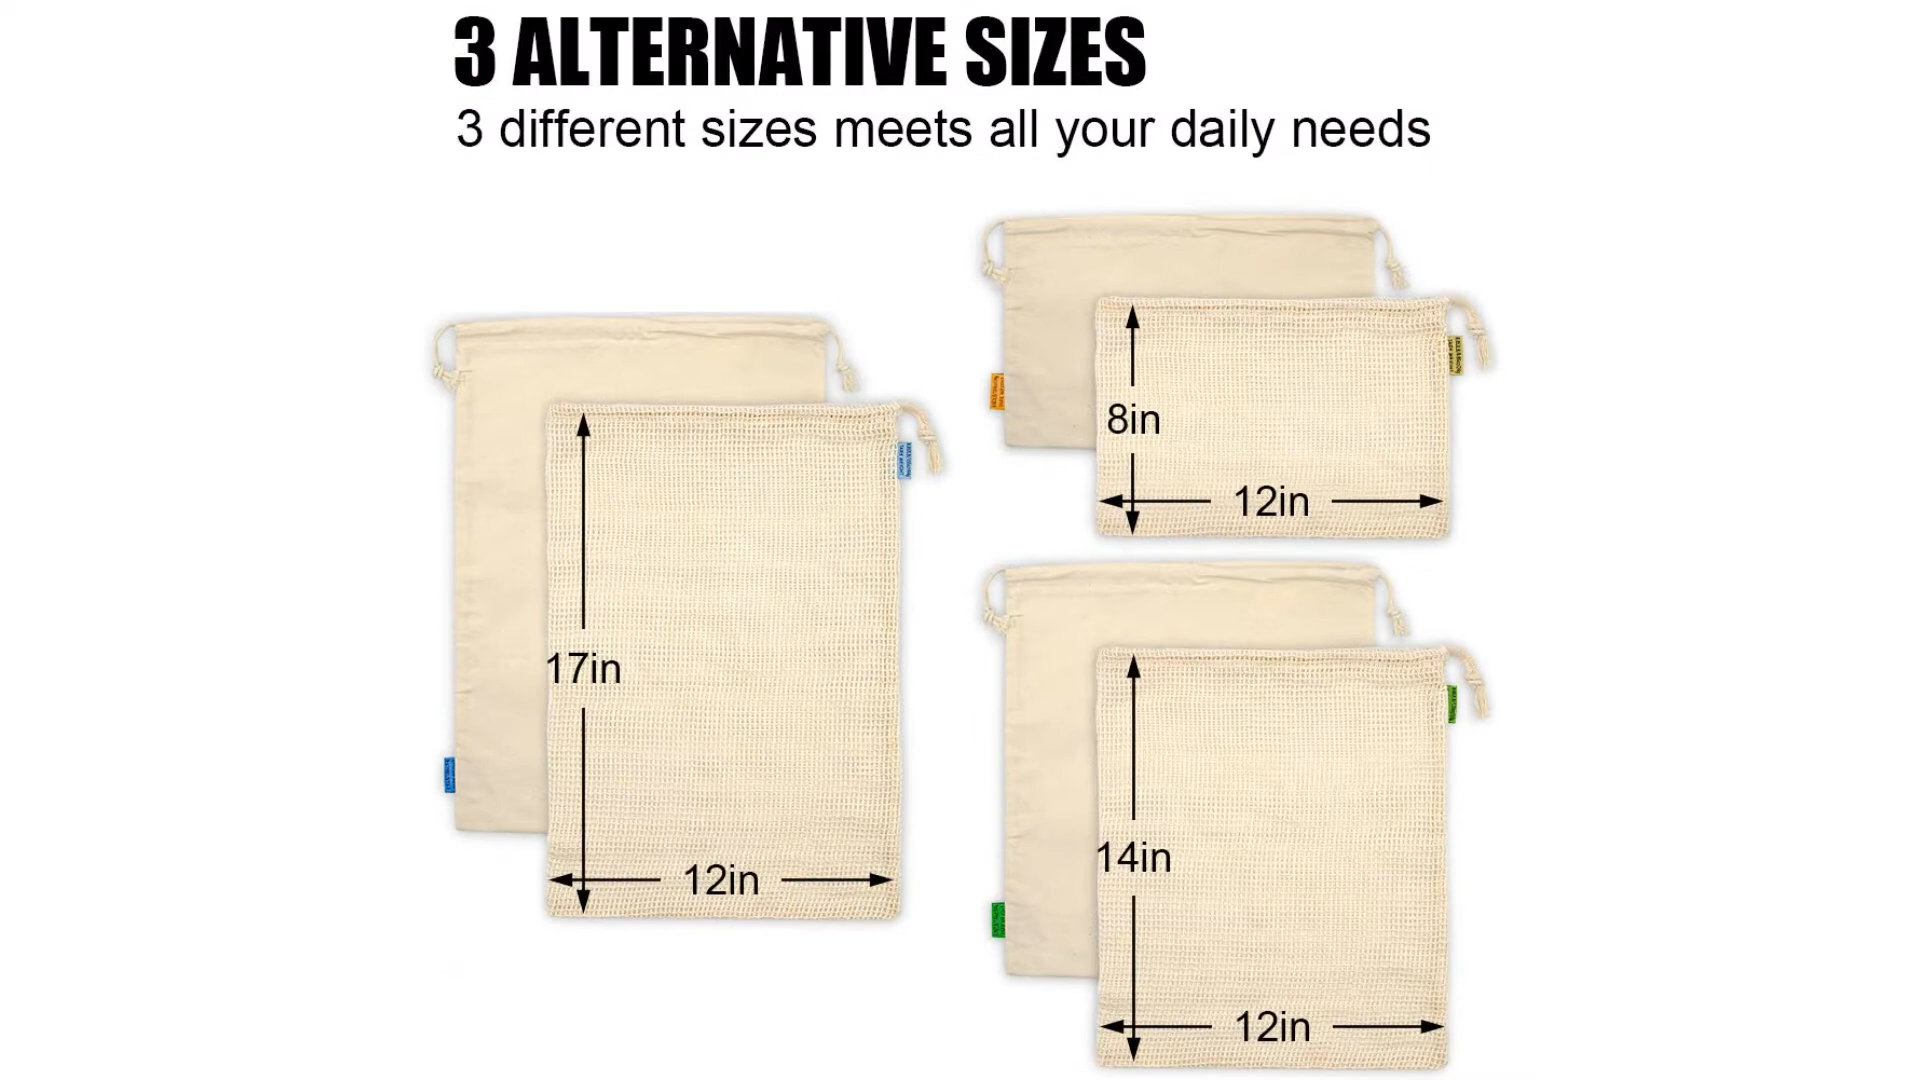 3 ALTERNATIVE SIZES
3 different sizes meets all your daily needs
8in
12in
17in
12in
14in
12in